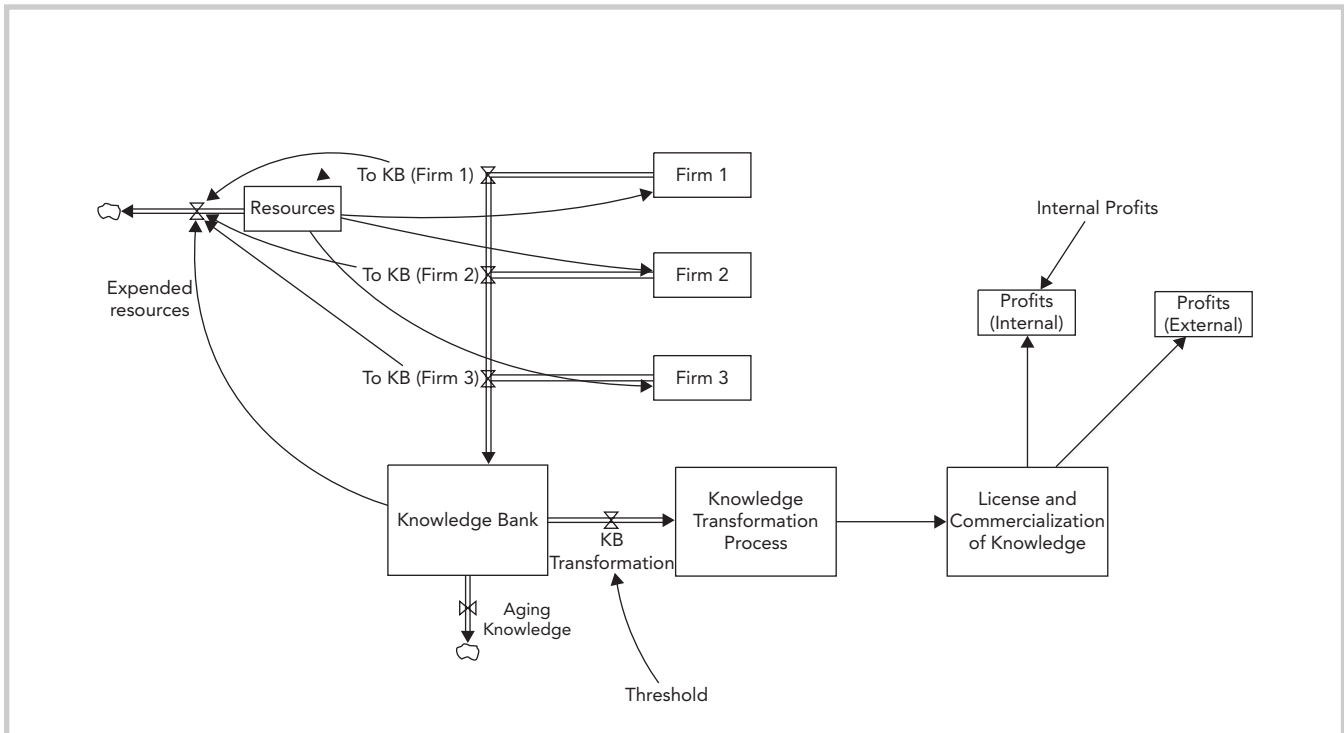 To KB (Firm 1)
Firm 1
Resources
Internal Profits
To KB (Firm 2)
Firm 2
Expended
resources
Profits
(Internal)
Profits
(External)
To KB (Firm 3)
Firm 3
Knowledge Bank
KB
Transformation
Knowledge
Transformation
Process
License and
Commercialization
of Knowledge
Aging
Knowledge
Threshold